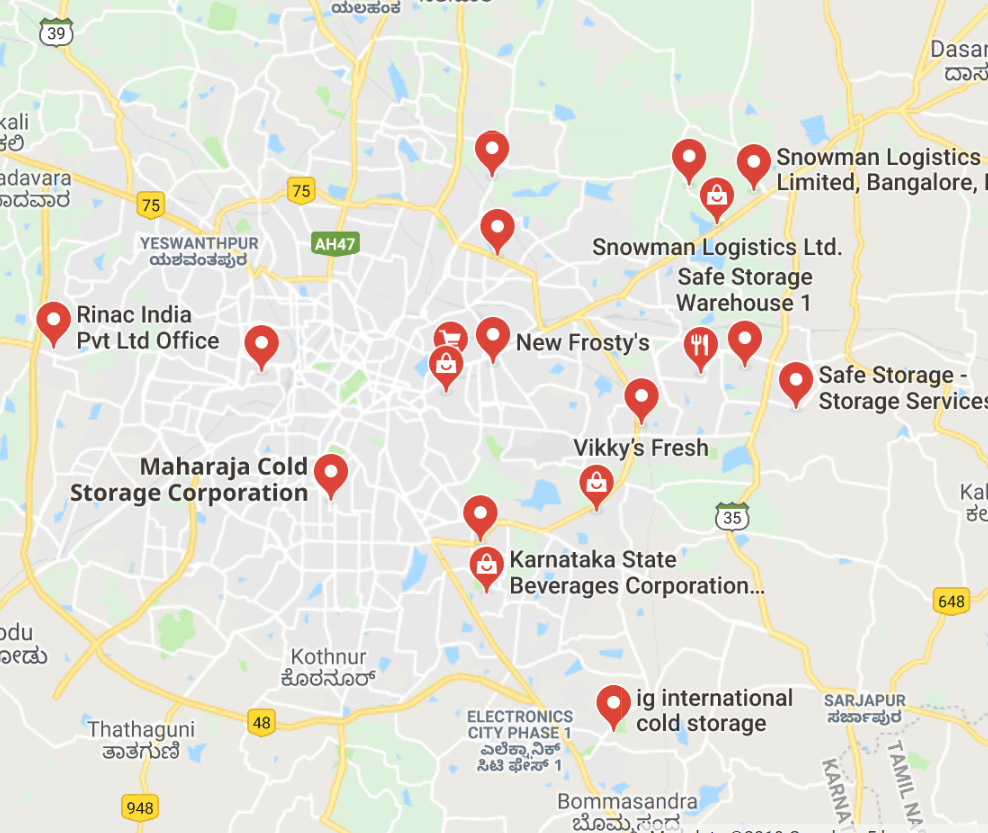 ಯಲಹಂಕ
39
Dasar
ದಾಸ
kali
ಕಲಿ
adavara
ಾದವಾರ
75
75
YESWANTHPUR
ಯಶವಂತಪುರ
AH47
Snowman Logistics
Limited, Bangalore,
Snowman Logistics Ltd.
Safe Storage
Warehouse 1
Rinac India
Pvt Ltd Office
New Frosty's
Safe Storage -
Storage Services
Vikky's Fresh
Maharaja Cold
Storage Corporation
35
Kal
ಕಲ
Karnataka State
Beverages Corporation...
648
odu
ೋಡು
Kothnur
ಕೊಠನೂರ್
ig international
cold storage
SARJAPUR
ಸರ್ಜಾಪುರ
48
ELECTRONICS
CITY PHASE 1
ಎಲೆಕ್ಟ್ರಾನಿಕ್
ಸಿಟಿ ಫೇಸ್ 1
Thathaguni
ತಾತಗುಣಿ
TAMIL NA
KARNA
948
Bommasandra
ಬೊಮ್ಮಸಂದ್ರ